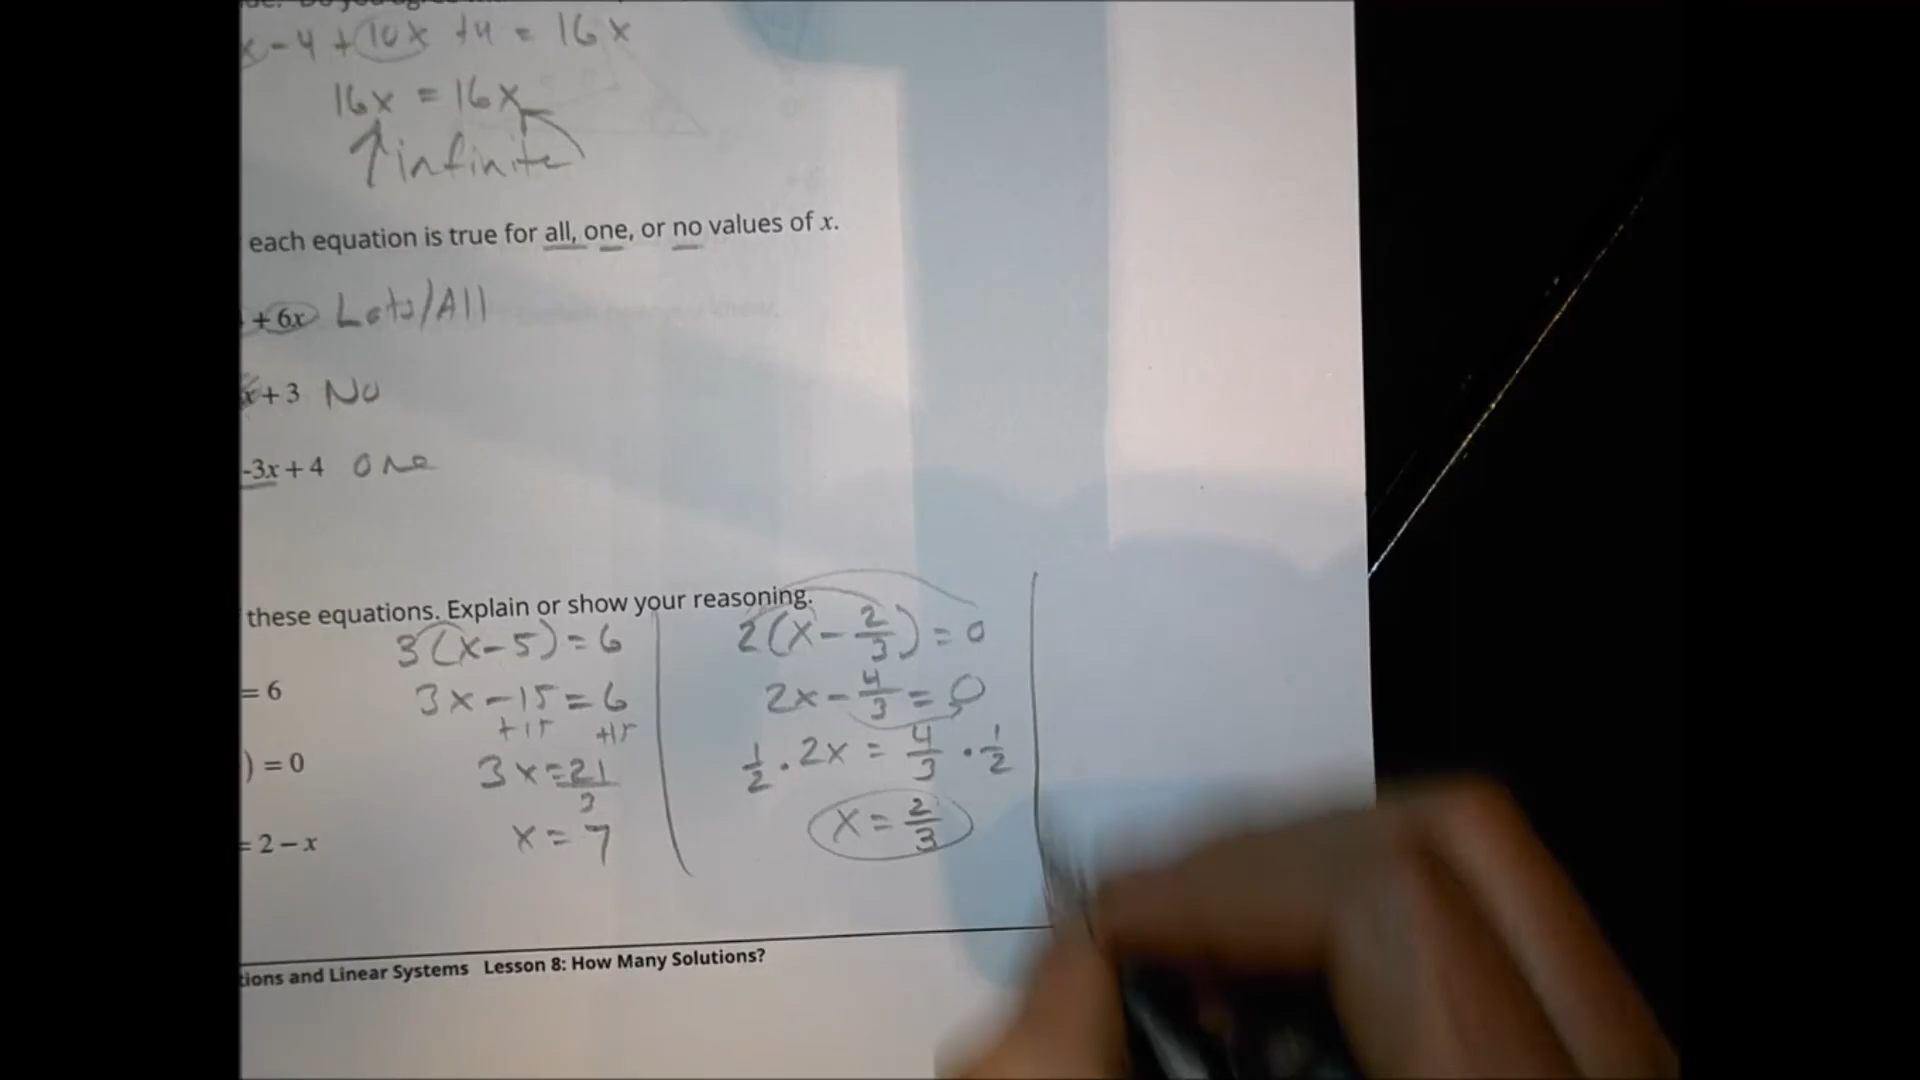 x - 4 + 10x + 4 = 16x
16x = 16x
↑ infinite
each equation is true for all, one, or no values of x.
+ 6x Lots/All
x + 3 No
-3x + 4 one
these equations. Explain or show your reasoning.
= 6
) = 0
= 2 − x
3(x - 5) = 6
3x - 15 = 6
+15 +15
3x = 21
3
x = 7
2(x - 2/3) = 0
2x - 4/3 = 0
1/2 · 2x = 4/3 · 1/2
x = 2/3
tions and Linear Systems Lesson 8: How Many Solutions?